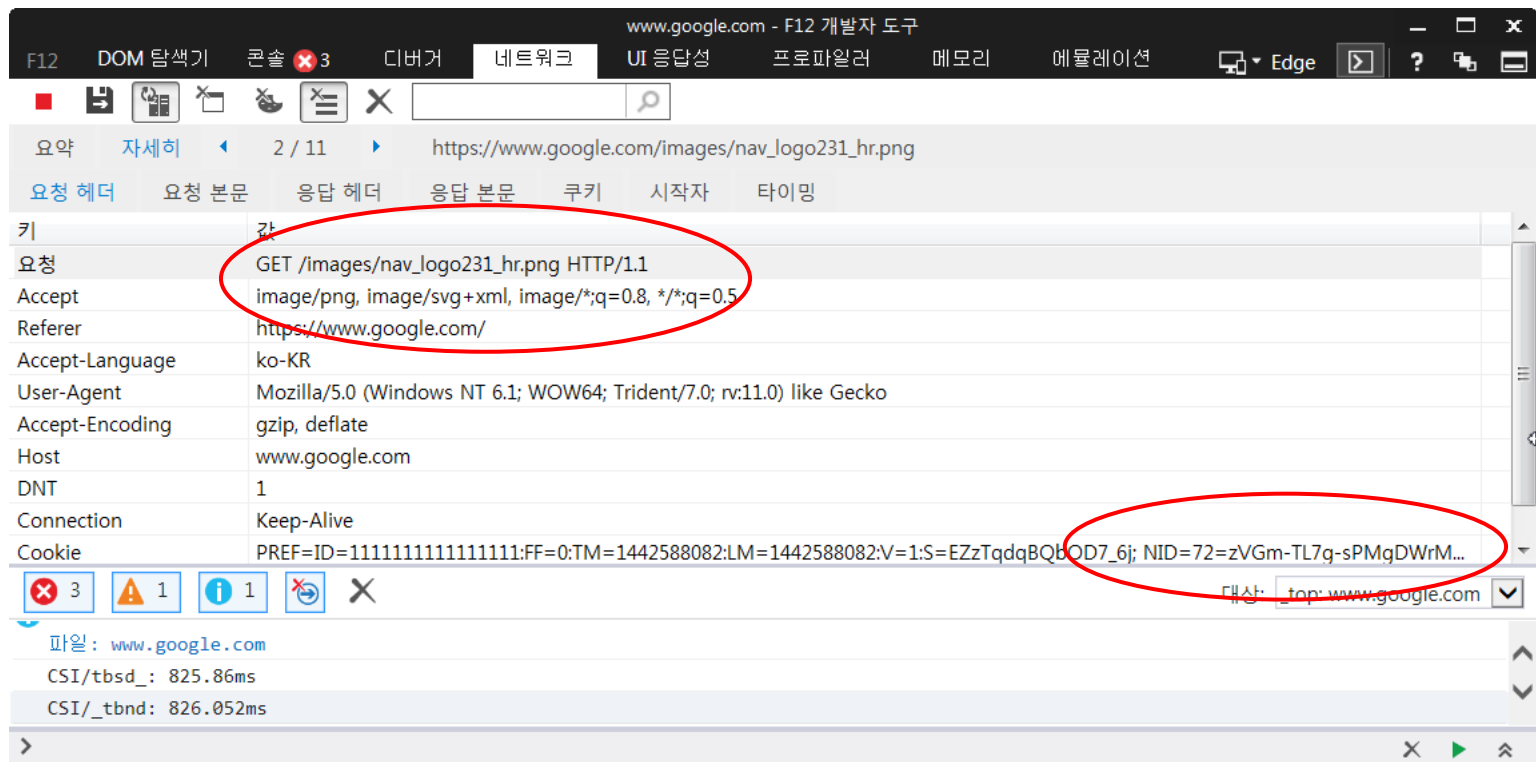 www.google.com - F12 개발자 도구
F12 DOM 탐색기 콘솔 3 디버거 네트워크 UI 응답성 프로파일러 메모리 에뮬레이션 Edge ?
요약 자세히 2 / 11 https://www.google.com/images/nav_logo231_hr.png
요청 헤더 요청 본문 응답 헤더 응답 본문 쿠키 시작자 타이밍
키 값
요청 GET /images/nav_logo231_hr.png HTTP/1.1
Accept image/png, image/svg+xml, image/*;q=0.8, */*;q=0.5
Referer https://www.google.com/
Accept-Language ko-KR
User-Agent Mozilla/5.0 (Windows NT 6.1; WOW64; Trident/7.0; rv:11.0) like Gecko
Accept-Encoding gzip, deflate
Host www.google.com
DNT 1
Connection Keep-Alive
Cookie PREF=ID=1111111111111111:FF=0:TM=1442588082:LM=1442588082:V=1:S=EZzTqdqBQbOD7_6j; NID=72=zVGm-TL7g-sPMgDWrM...
3 1 1 대상: _top: www.google.com
파일: www.google.com
CSI/tbsd_: 825.86ms
CSI/_tbnd: 826.052ms